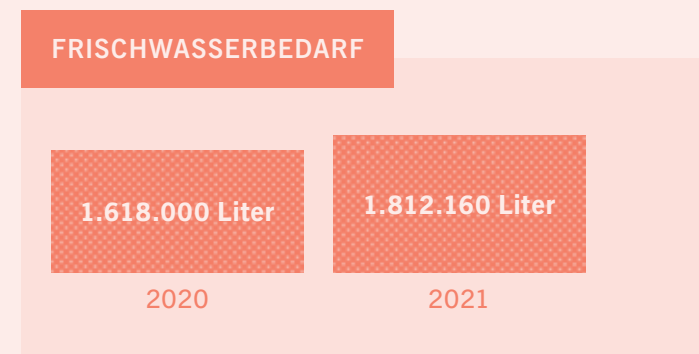 FRISCHWASSERBEDARF
1.618.000 Liter
1.812.160 Liter
2020
2021